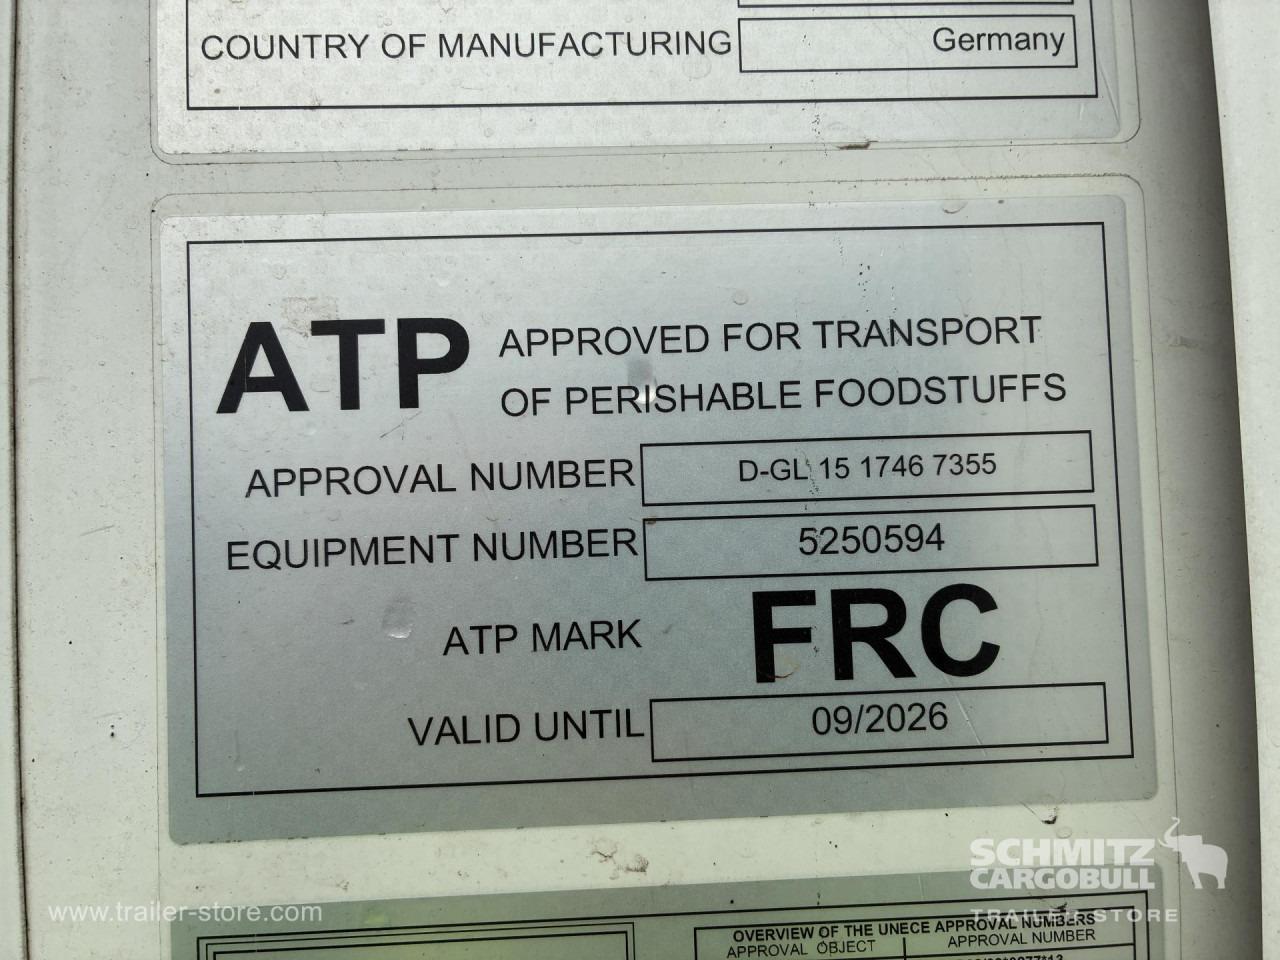 COUNTRY OF MANUFACTURING Germany
ATP APPROVED FOR TRANSPORT
OF PERISHABLE FOODSTUFFS
APPROVAL NUMBER D-GL 15 1746 7355
EQUIPMENT NUMBER 5250594
ATP MARK FRC
VALID UNTIL 09/2026
SCHMITZ
CARGOBULL
TRAILER STORE
www.trailer-store.com
OVERVIEW OF THE UNECE APPROVAL NUMBERS
APPROVAL OBJECT APPROVAL NUMBER